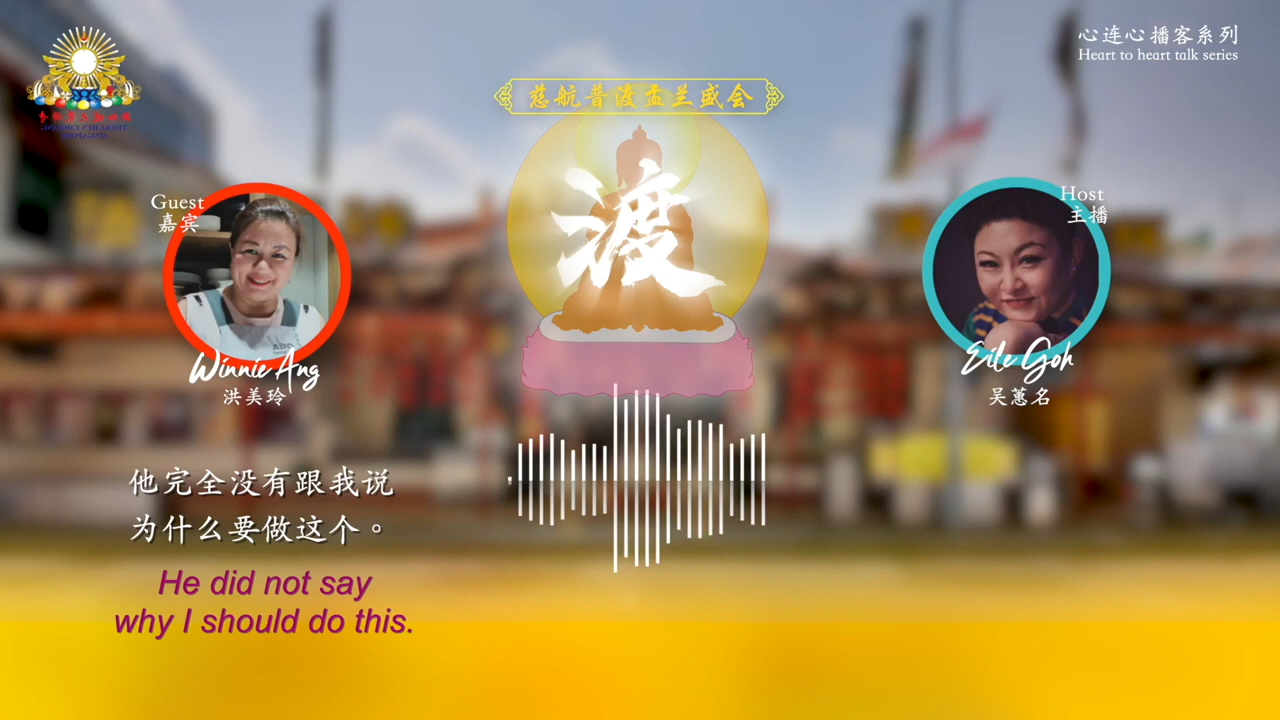 心连心播客系列
Heart to heart talk series
慈航普渡盂兰盛会
渡
Guest
嘉宾
Winnie Ang
洪美玲
Host
主播
Eile Goh
吴蕙名
他完全没有跟我说
为什么要做这个。
He did not say
why I should do this.